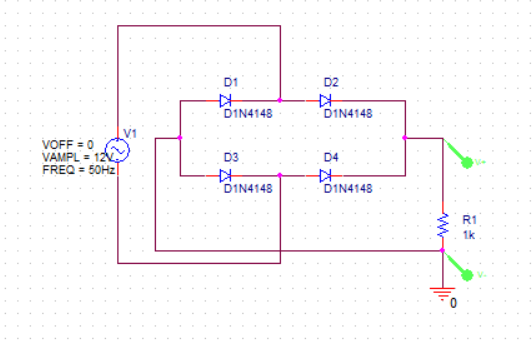 D1
D2
D1N4148
D1N4148
V1
VOFF = 0
VAMPL = 12V
FREQ = 50Hz
D3
D4
D1N4148
D1N4148
V+
R1
1k
V-
0